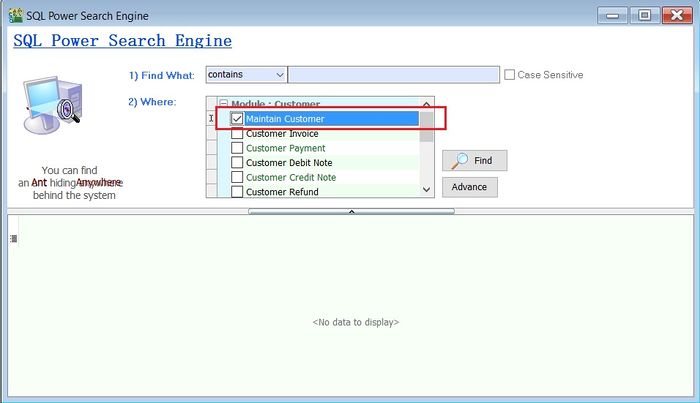 SQL Power Search Engine
SQL Power Search Engine
1) Find What:
contains
Case Sensitive
2) Where:
Module : Customer
Maintain Customer
Customer Invoice
Customer Payment
Customer Debit Note
Customer Credit Note
Customer Refund
Find
Advance
You can find
an Ant hiding Anywhere
behind the system
<No data to display>